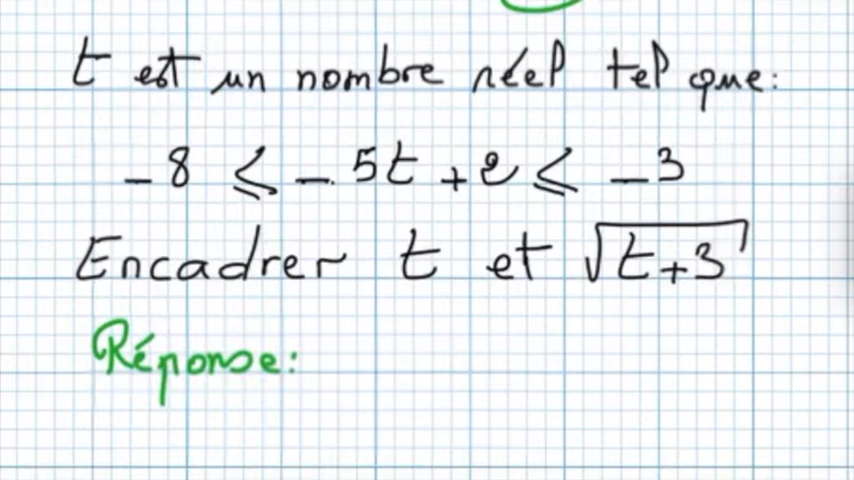 t est un nombre réel tel que:
-8 ⩽ -5t + 2 ⩽ -3
Encadrer t et √(t+3)
Réponse: